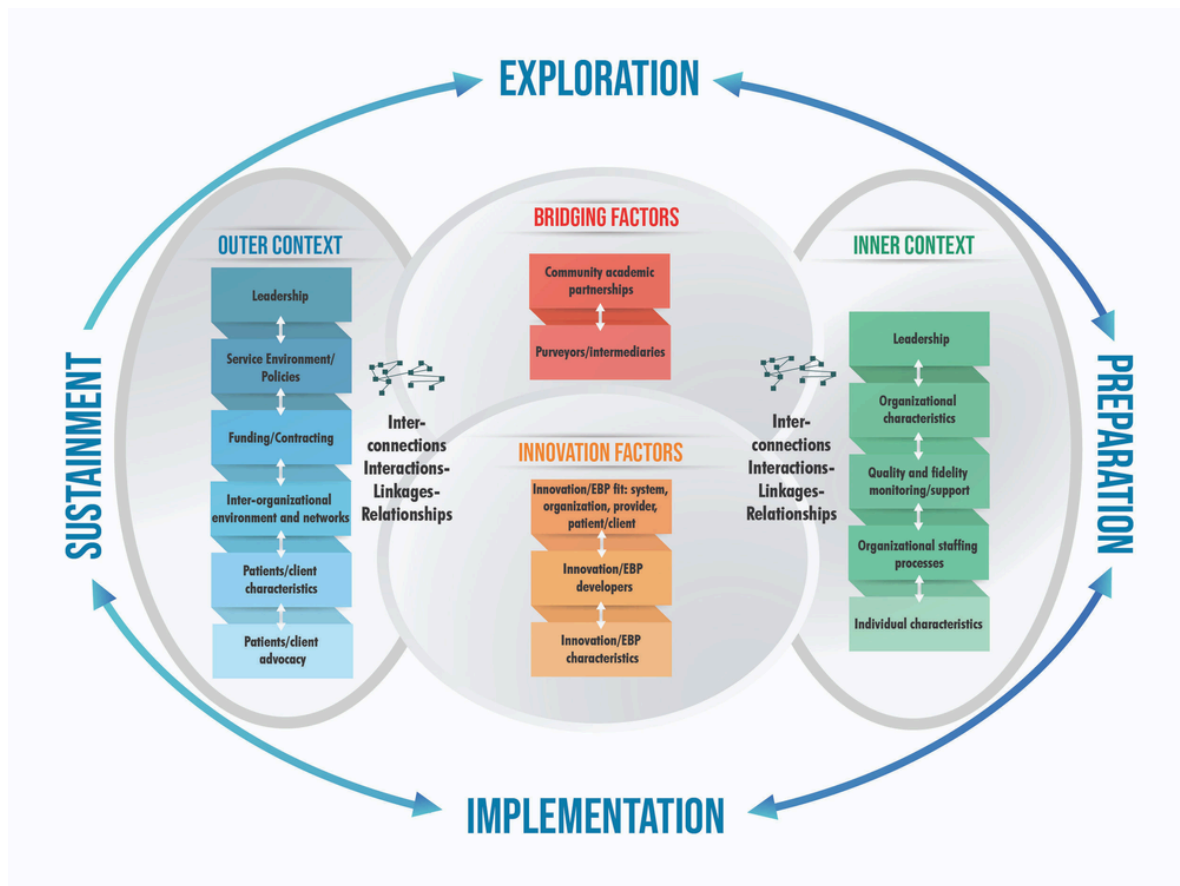 EXPLORATION
SUSTAINMENT
PREPARATION
IMPLEMENTATION
OUTER CONTEXT
Leadership
Service Environment/
Policies
Funding/Contracting
Inter-organizational
environment and networks
Patients/client
characteristics
Patients/client
advocacy
Inter-
connections
Interactions-
Linkages-
Relationships
BRIDGING FACTORS
Community academic
partnerships
Purveyors/intermediaries
INNOVATION FACTORS
Innovation/EBP fit: system,
organization, provider,
patient/client
Innovation/EBP
developers
Innovation/EBP
characteristics
Inter-
connections
Interactions-
Linkages-
Relationships
INNER CONTEXT
Leadership
Organizational
characteristics
Quality and fidelity
monitoring/support
Organizational staffing
processes
Individual characteristics